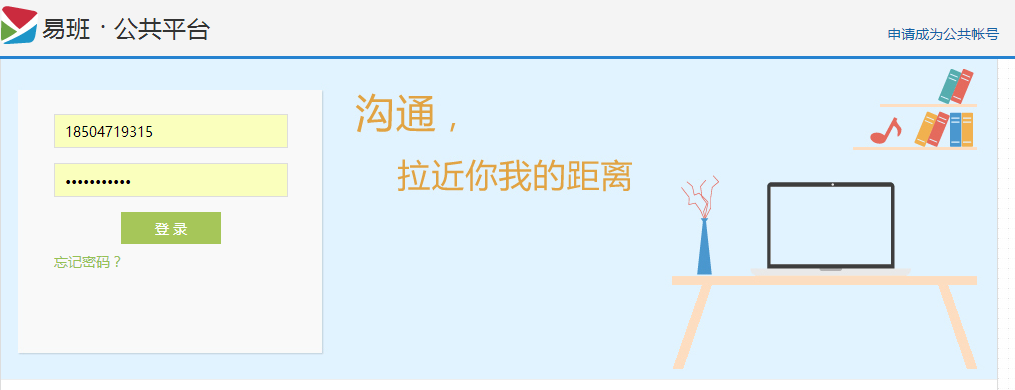 易班 · 公共平台
申请成为公共帐号
沟通，
拉近你我的距离
18504719315
•••••••••••
登 录
忘记密码？